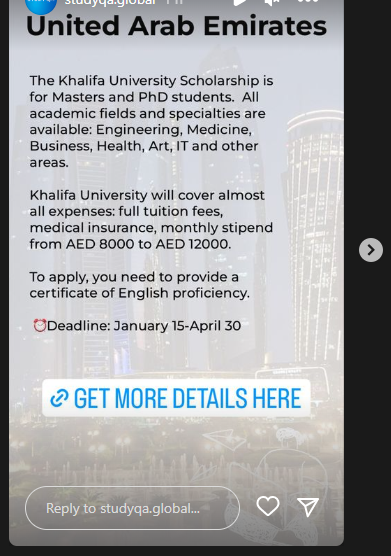 studyqa.global
United Arab Emirates
The Khalifa University Scholarship is
for Masters and PhD students. All
academic fields and specialties are
available: Engineering, Medicine,
Business, Health, Art, IT and other
areas.
Khalifa University will cover almost
all expenses: full tuition fees,
medical insurance, monthly stipend
from AED 8000 to AED 12000.
To apply, you need to provide a
certificate of English proficiency.
⏰Deadline: January 15-April 30
GET MORE DETAILS HERE
Reply to studyqa.global...